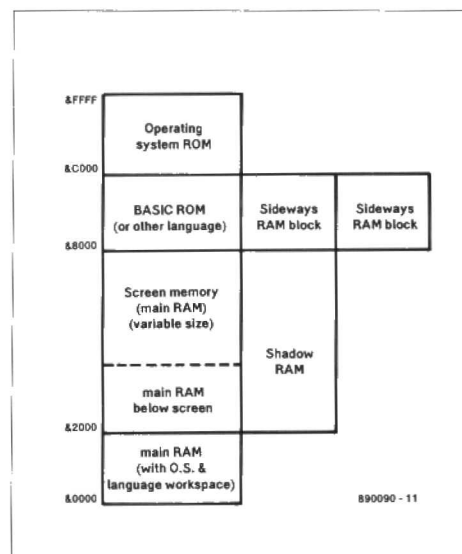 &FFFF
Operating
system ROM
&C000
BASIC ROM
(or other language)
Sideways
RAM block
Sideways
RAM block
&8000
Screen memory
(main RAM)
(variable size)
Shadow
RAM
main RAM
below screen
&2000
main RAM
(with O.S. &
language workspace)
&0000
890090 - 11